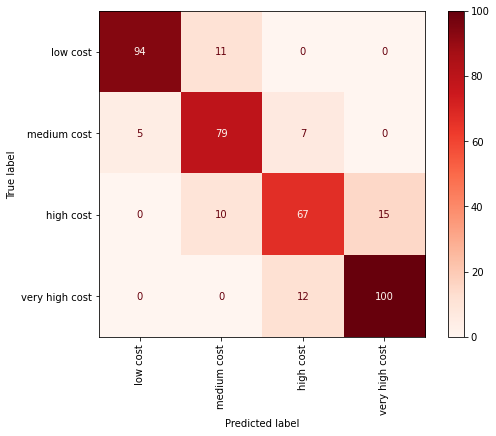 100
low cost 94 11 0 0
80
medium cost 5 79 7 0
60
True label
40
high cost 0 10 67 15
20
very high cost 0 0 12 100
0
low cost
medium cost
high cost
very high cost
Predicted label